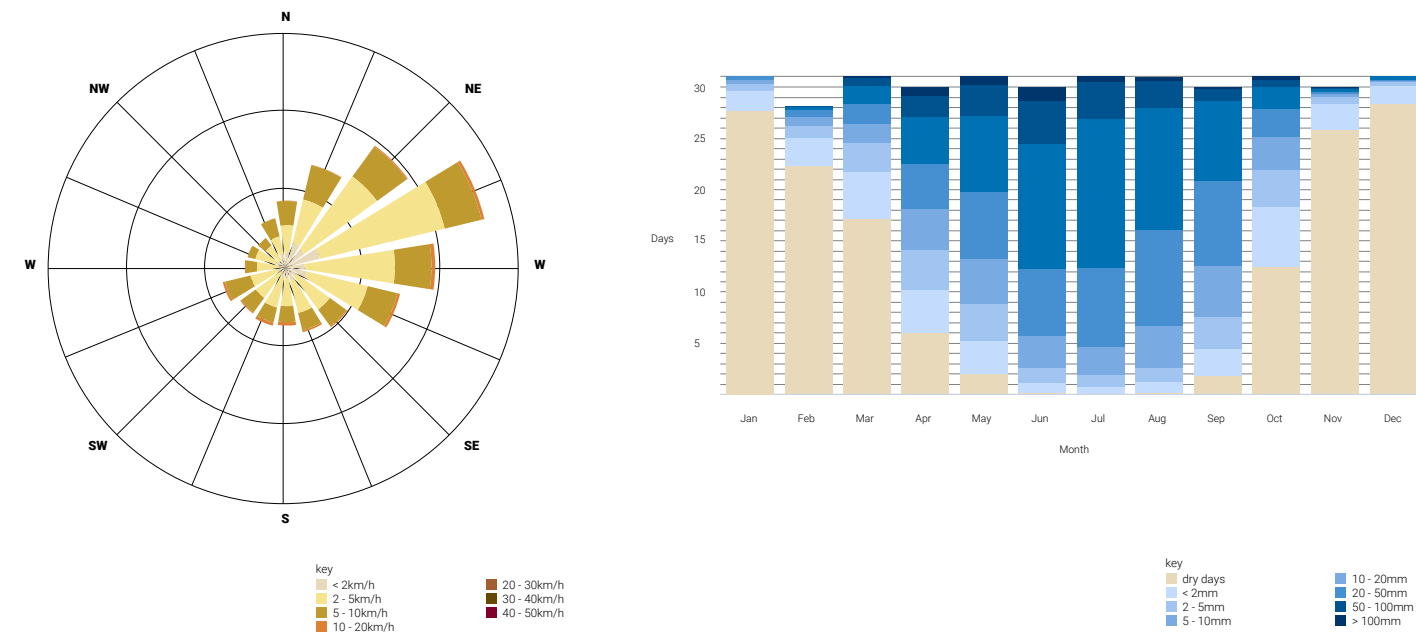 N
NW
NE
W
W
SW
SE
S
key
< 2km/h
2 - 5km/h
5 - 10km/h
10 - 20km/h
20 - 30km/h
30 - 40km/h
40 - 50km/h
30
25
20
15
10
5
Days
Jan Feb Mar Apr May Jun Jul Aug Sep Oct Nov Dec
Month
key
dry days
< 2mm
2 - 5mm
5 - 10mm
10 - 20mm
20 - 50mm
50 - 100mm
> 100mm